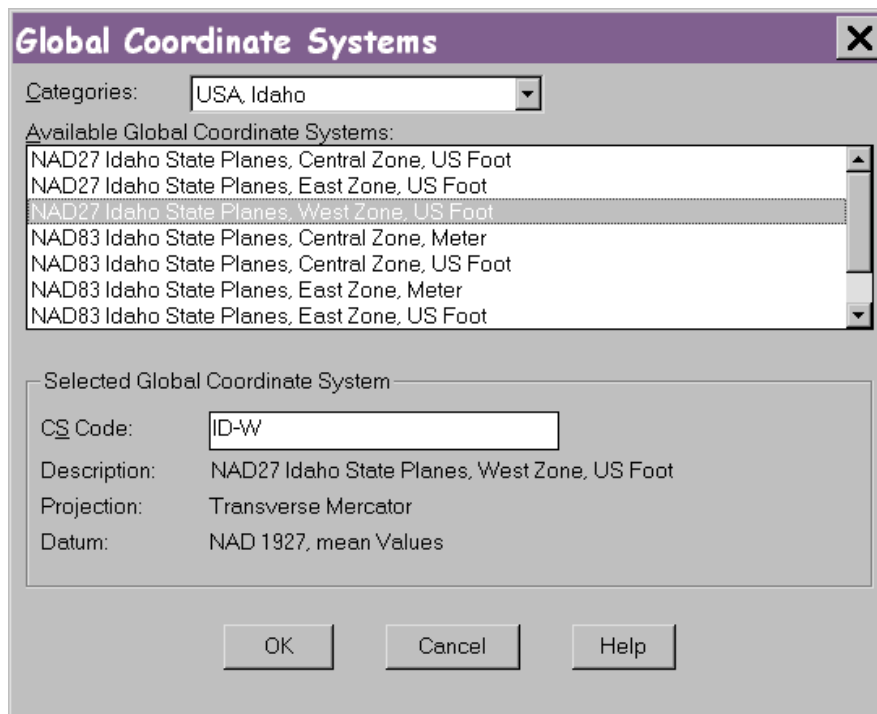 Global Coordinate Systems
Categories: USA, Idaho
Available Global Coordinate Systems:
NAD27 Idaho State Planes, Central Zone, US Foot
NAD27 Idaho State Planes, East Zone, US Foot
NAD27 Idaho State Planes, West Zone, US Foot
NAD83 Idaho State Planes, Central Zone, Meter
NAD83 Idaho State Planes, Central Zone, US Foot
NAD83 Idaho State Planes, East Zone, Meter
NAD83 Idaho State Planes, East Zone, US Foot
Selected Global Coordinate System
CS Code: ID-W
Description: NAD27 Idaho State Planes, West Zone, US Foot
Projection: Transverse Mercator
Datum: NAD 1927, mean Values
OK Cancel Help